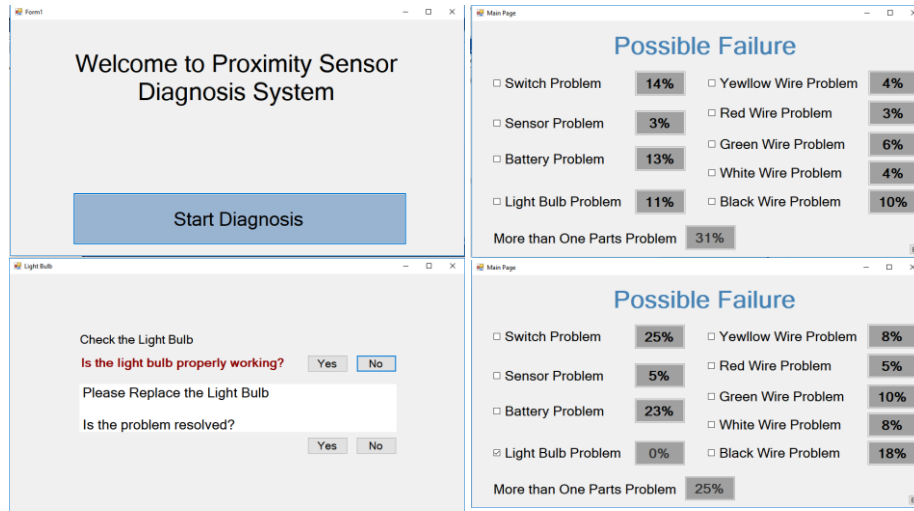 Form1
Welcome to Proximity Sensor
Diagnosis System
Start Diagnosis
Main Page
Possible Failure
Switch Problem 14% Yewllow Wire Problem 4%
Sensor Problem 3% Red Wire Problem 3%
Battery Problem 13% Green Wire Problem 6%
White Wire Problem 4%
Light Bulb Problem 11% Black Wire Problem 10%
More than One Parts Problem 31%
Light Bulb
Check the Light Bulb
Is the light bulb properly working? Yes No
Please Replace the Light Bulb
Is the problem resolved?
Yes No
Main Page
Possible Failure
Switch Problem 25% Yewllow Wire Problem 8%
Sensor Problem 5% Red Wire Problem 5%
Battery Problem 23% Green Wire Problem 10%
White Wire Problem 8%
Light Bulb Problem 0% Black Wire Problem 18%
More than One Parts Problem 25%